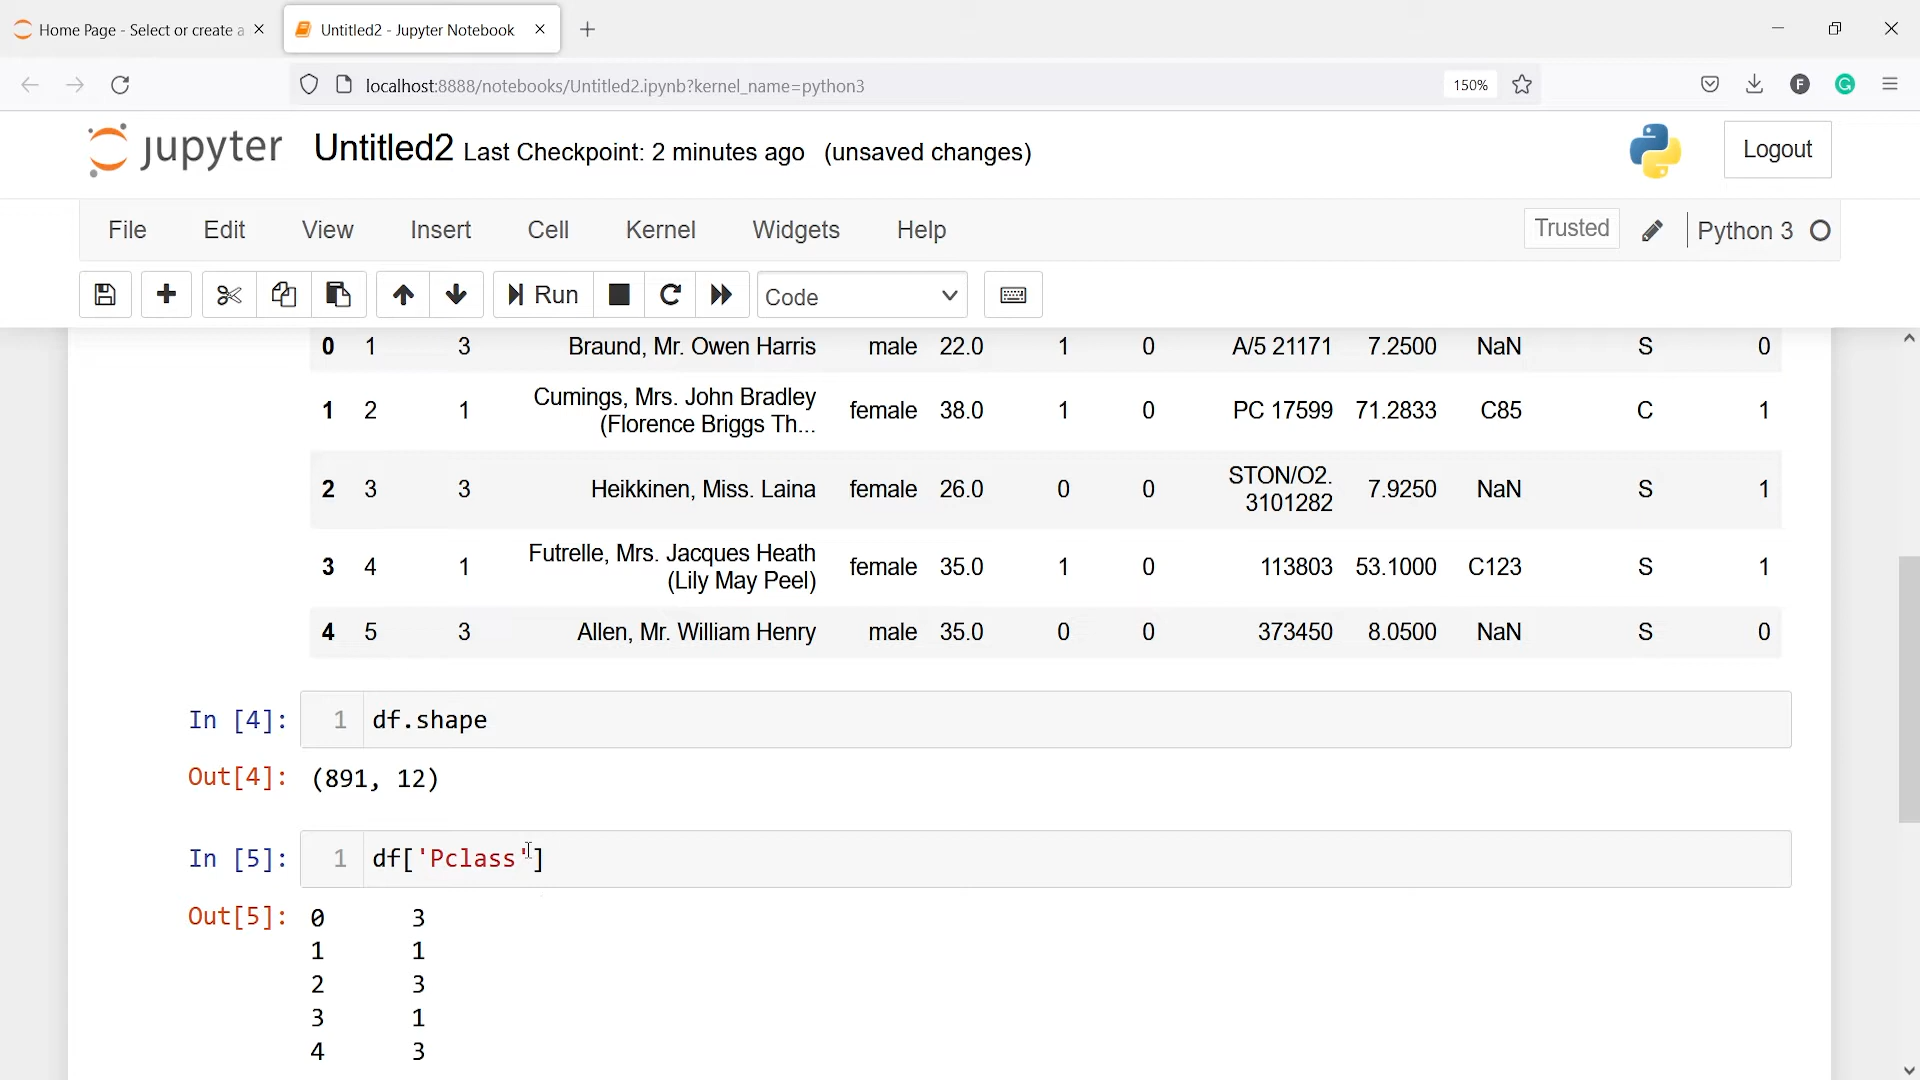 Home Page - Select or create a
Untitled2 - Jupyter Notebook
localhost:8888/notebooks/Untitled2.ipynb?kernel_name=python3
150%
F
G
jupyter Untitled2 Last Checkpoint: 2 minutes ago (unsaved changes)
Logout
File Edit View Insert Cell Kernel Widgets Help
Trusted
Python 3
Run
Code
0 1 3 Braund, Mr. Owen Harris male 22.0 1 0 A/5 21171 7.2500 NaN S 0
1 2 1 Cumings, Mrs. John Bradley female 38.0 1 0 PC 17599 71.2833 C85 C 1
(Florence Briggs Th...
2 3 3 Heikkinen, Miss. Laina female 26.0 0 0 STON/O2. 7.9250 NaN S 1
3101282
3 4 1 Futrelle, Mrs. Jacques Heath female 35.0 1 0 113803 53.1000 C123 S 1
(Lily May Peel)
4 5 3 Allen, Mr. William Henry male 35.0 0 0 373450 8.0500 NaN S 0
In [4]: 1 df.shape
Out[4]: (891, 12)
In [5]: 1 df['Pclass']
Out[5]: 0 3
1 1
2 3
3 1
4 3